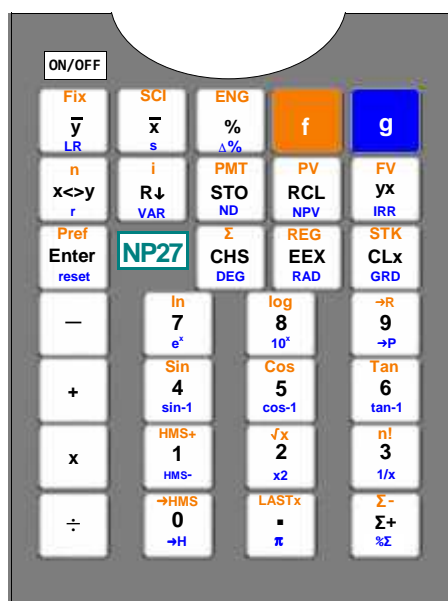 ON/OFF
Fix SCI ENG
y̅ x̅ % f g
LR s Δ%
n i PMT PV FV
x<>y R↓ STO RCL yx
r VAR ND NPV IRR
Pref Σ REG STK
Enter NP27 CHS EEX CLx
reset DEG RAD GRD
ln log →R
— 7 8 9
eˣ 10ˣ →P
Sin Cos Tan
+ 4 5 6
sin-1 cos-1 tan-1
HMS+ √x n!
x 1 2 3
HMS- x2 1/x
→HMS LASTx Σ-
÷ 0 . Σ+
→H π %Σ